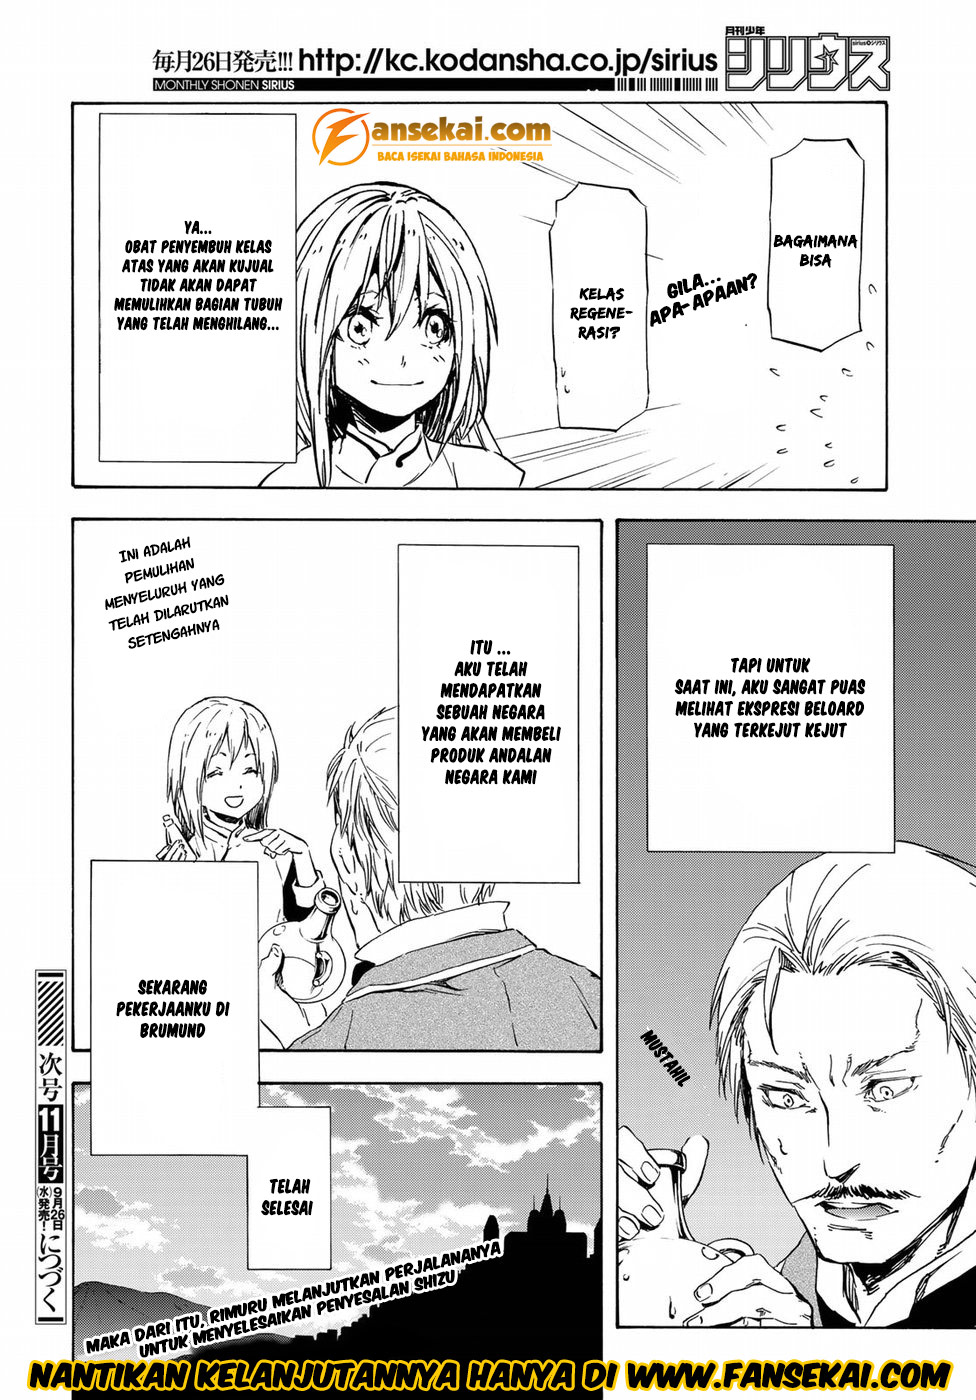 毎月26日発売!!! http://kc.kodansha.co.jp/sirius
MONTHLY SHONEN SIRIUS
月刊少年
シリウス
sirius シリウス
Fansekai.com
BACA ISEKAI BAHASA INDONESIA
BAGAIMANA
BISA
GILA...
APA-APAAN?
KELAS
REGENE-
RASI?
YA...
OBAT PENYEMBUH KELAS
ATAS YANG AKAN KUJUAL
TIDAK AKAN DAPAT
MEMULIHKAN BAGIAN TUBUH
YANG TELAH MENGHILANG...
TAPI UNTUK
SAAT INI, AKU SANGAT PUAS
MELIHAT EKSPRESI BELOARD
YANG TERKEJUT KEJUT
MUSTAHIL
ITU ...
AKU TELAH
MENDAPATKAN
SEBUAH NEGARA
YANG AKAN MEMBELI
PRODUK ANDALAN
NEGARA KAMI
INI ADALAH
PEMULIHAN
MENYELURUH YANG
TELAH DILARUTKAN
SETENGAHNYA
SEKARANG
PEKERJAANKU DI
BRUMUND
TELAH
SELESAI
MAKA DARI ITU, RIMURU MELANJUTKAN PERJALANANYA
UNTUK MENYELESAIKAN PENYESALAN SHIZU
次号11月号 9月26日(水)発売!につづく
NANTIKAN KELANJUTANNYA HANYA DI WWW.FANSEKAI.COM